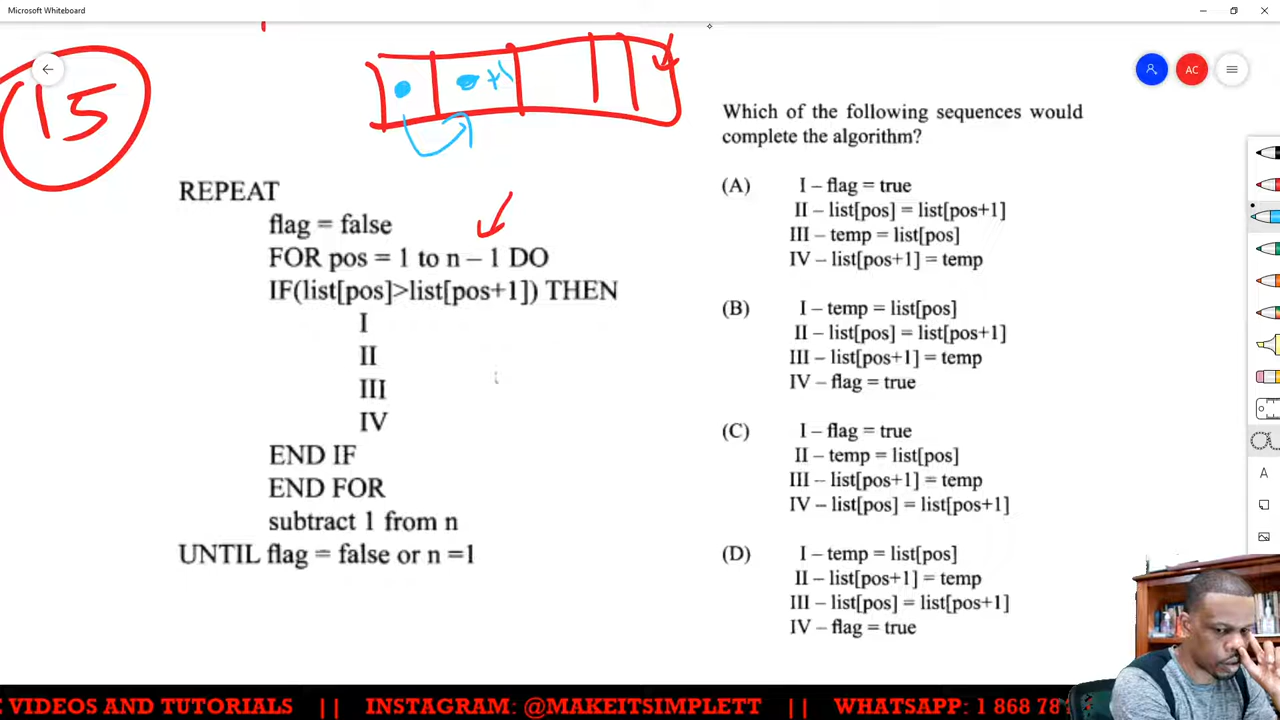 Microsoft Whiteboard
15
+1
AC
REPEAT
flag = false
FOR pos = 1 to n – 1 DO
IF(list[pos]>list[pos+1]) THEN
I
II
III
IV
END IF
END FOR
subtract 1 from n
UNTIL flag = false or n =1
Which of the following sequences would
complete the algorithm?
(A) I – flag = true
II – list[pos] = list[pos+1]
III – temp = list[pos]
IV – list[pos+1] = temp
(B) I – temp = list[pos]
II – list[pos] = list[pos+1]
III – list[pos+1] = temp
IV – flag = true
(C) I – flag = true
II – temp = list[pos]
III – list[pos+1] = temp
IV – list[pos] = list[pos+1]
(D) I – temp = list[pos]
II – list[pos+1] = temp
III – list[pos] = list[pos+1]
IV – flag = true
VIDEOS AND TUTORIALS || INSTAGRAM: @MAKEITSIMPLETT || WHATSAPP: 1 868